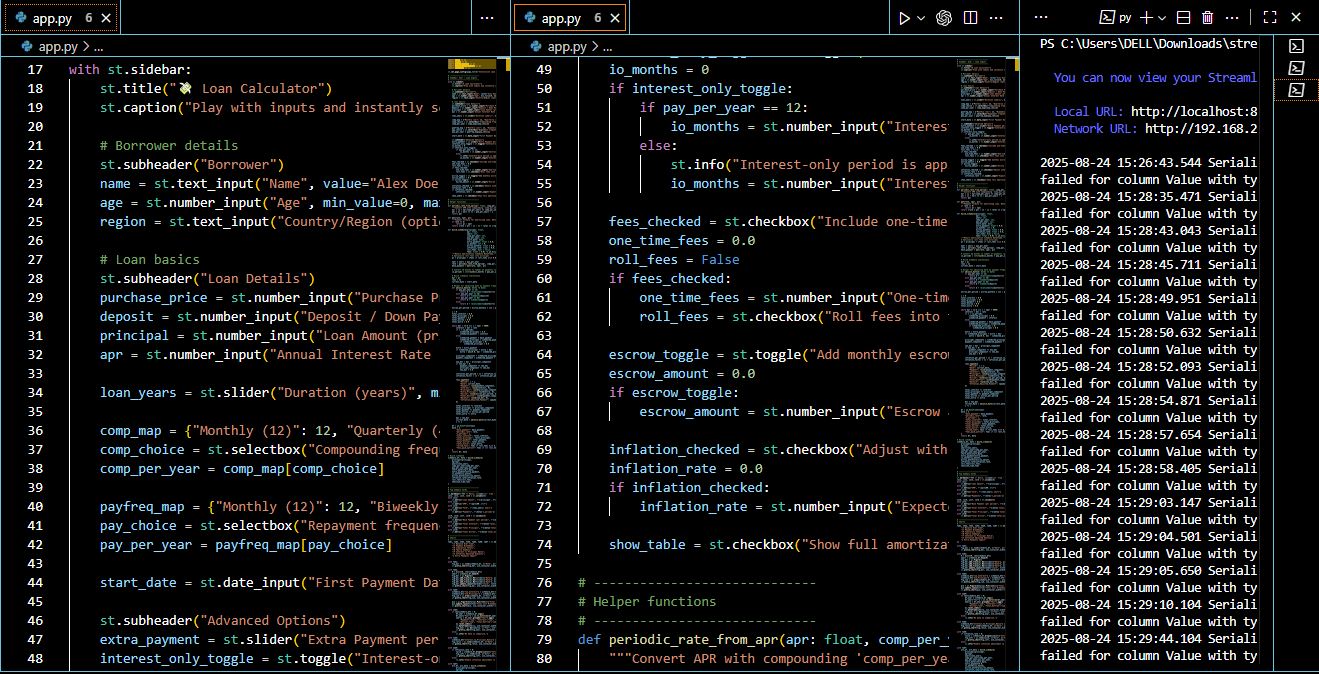 app.py 6
app.py > ...
17 with st.sidebar:
18 st.title("💸 Loan Calculator")
19 st.caption("Play with inputs and instantly s
20
21 # Borrower details
22 st.subheader("Borrower")
23 name = st.text_input("Name", value="Alex Doe
24 age = st.number_input("Age", min_value=0, ma
25 region = st.text_input("Country/Region (opti
26
27 # Loan basics
28 st.subheader("Loan Details")
29 purchase_price = st.number_input("Purchase P
30 deposit = st.number_input("Deposit / Down Pa
31 principal = st.number_input("Loan Amount (pr
32 apr = st.number_input("Annual Interest Rate
33
34 loan_years = st.slider("Duration (years)", m
35
36 comp_map = {"Monthly (12)": 12, "Quarterly (4
37 comp_choice = st.selectbox("Compounding freq
38 comp_per_year = comp_map[comp_choice]
39
40 payfreq_map = {"Monthly (12)": 12, "Biweekly
41 pay_choice = st.selectbox("Repayment frequen
42 pay_per_year = payfreq_map[pay_choice]
43
44 start_date = st.date_input("First Payment Da
45
46 st.subheader("Advanced Options")
47 extra_payment = st.slider("Extra Payment per
48 interest_only_toggle = st.toggle("Interest-o
app.py 6
app.py > ...
49 io_months = 0
50 if interest_only_toggle:
51 if pay_per_year == 12:
52 io_months = st.number_input("Interes
53 else:
54 st.info("Interest-only period is app
55 io_months = st.number_input("Interes
56
57 fees_checked = st.checkbox("Include one-time
58 one_time_fees = 0.0
59 roll_fees = False
60 if fees_checked:
61 one_time_fees = st.number_input("One-tim
62 roll_fees = st.checkbox("Roll fees into
63
64 escrow_toggle = st.toggle("Add monthly escro
65 escrow_amount = 0.0
66 if escrow_toggle:
67 escrow_amount = st.number_input("Escrow
68
69 inflation_checked = st.checkbox("Adjust with
70 inflation_rate = 0.0
71 if inflation_checked:
72 inflation_rate = st.number_input("Expect
73
74 show_table = st.checkbox("Show full amortiza
75
76 # -----------------------------
77 # Helper functions
78 # -----------------------------
79 def periodic_rate_from_apr(apr: float, comp_per_y
80 """Convert APR with compounding 'comp_per_yea
py
PS C:\Users\DELL\Downloads\stre
You can now view your Streaml
Local URL: http://localhost:8
Network URL: http://192.168.2
2025-08-24 15:26:43.544 Seriali
failed for column Value with ty
2025-08-24 15:28:35.471 Seriali
failed for column Value with ty
2025-08-24 15:28:43.043 Seriali
failed for column Value with ty
2025-08-24 15:28:45.711 Seriali
failed for column Value with ty
2025-08-24 15:28:49.951 Seriali
failed for column Value with ty
2025-08-24 15:28:50.632 Seriali
failed for column Value with ty
2025-08-24 15:28:52.093 Seriali
failed for column Value with ty
2025-08-24 15:28:54.871 Seriali
failed for column Value with ty
2025-08-24 15:28:57.654 Seriali
failed for column Value with ty
2025-08-24 15:28:58.405 Seriali
failed for column Value with ty
2025-08-24 15:29:03.147 Seriali
failed for column Value with ty
2025-08-24 15:29:04.501 Seriali
failed for column Value with ty
2025-08-24 15:29:05.650 Seriali
failed for column Value with ty
2025-08-24 15:29:10.104 Seriali
failed for column Value with ty
2025-08-24 15:29:44.104 Seriali
failed for column Value with ty